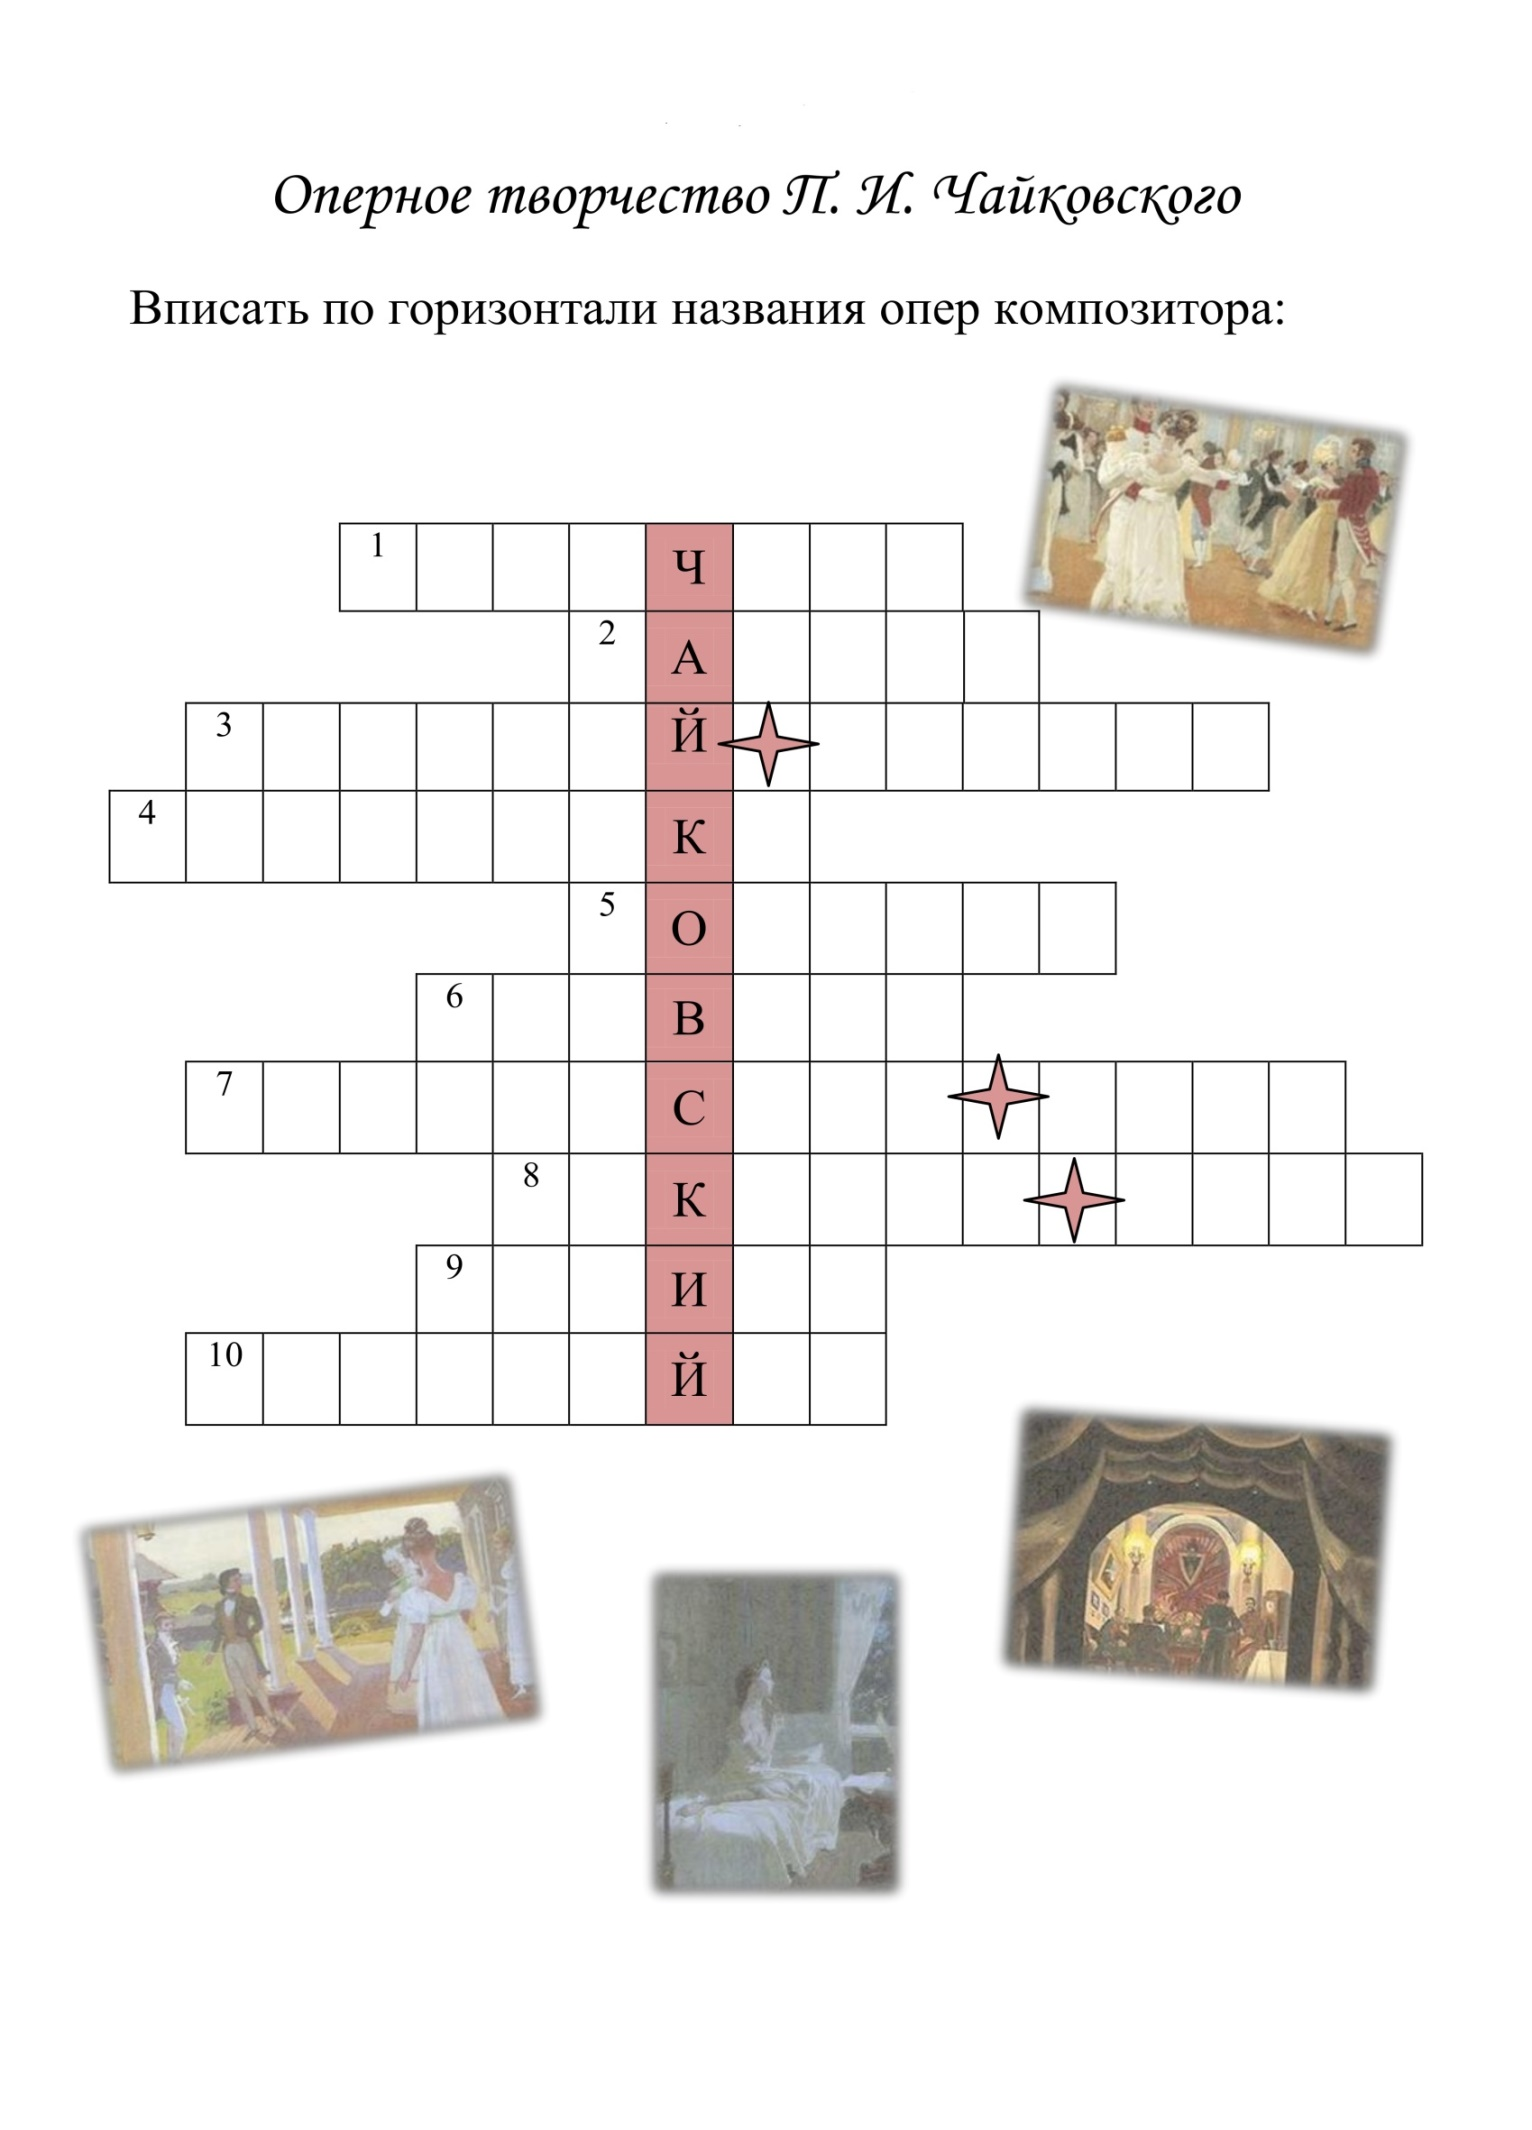 Оперное творчество П. И. Чайковского
Вписать по горизонтали названия опер композитора:
1 Ч
2 А
3 Й
4 К
5 О
6 В
7 С
8 К
9 И
10 Й